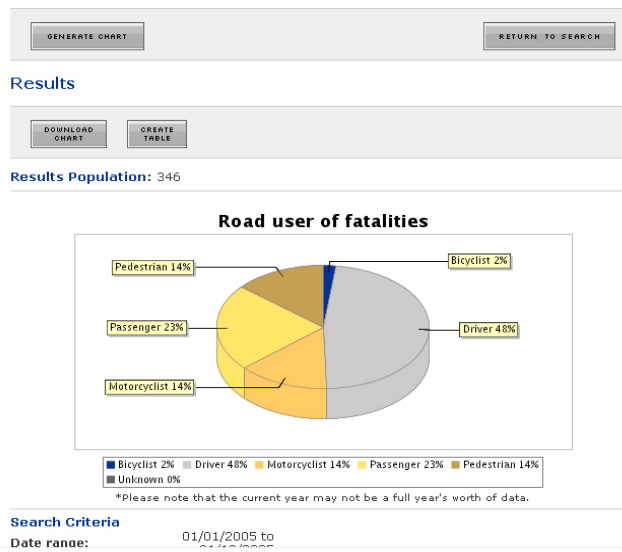 GENERATE CHART
RETURN TO SEARCH
Results
DOWNLOAD
CHART
CREATE
TABLE
Results Population: 346
Road user of fatalities
Bicyclist 2%
Pedestrian 14%
Passenger 23%
Driver 48%
Motorcyclist 14%
Bicyclist 2% Driver 48% Motorcyclist 14% Passenger 23% Pedestrian 14%
Unknown 0%
*Please note that the current year may not be a full year's worth of data.
Search Criteria
Date range:
01/01/2005 to